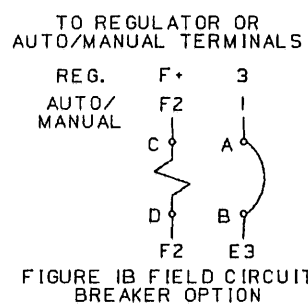 TO REGULATOR OR
AUTO/MANUAL TERMINALS
REG. F+ 3
AUTO/ F2 1
MANUAL
C A
D B
F2 E3
FIGURE 1B FIELD CIRCUIT
BREAKER OPTION